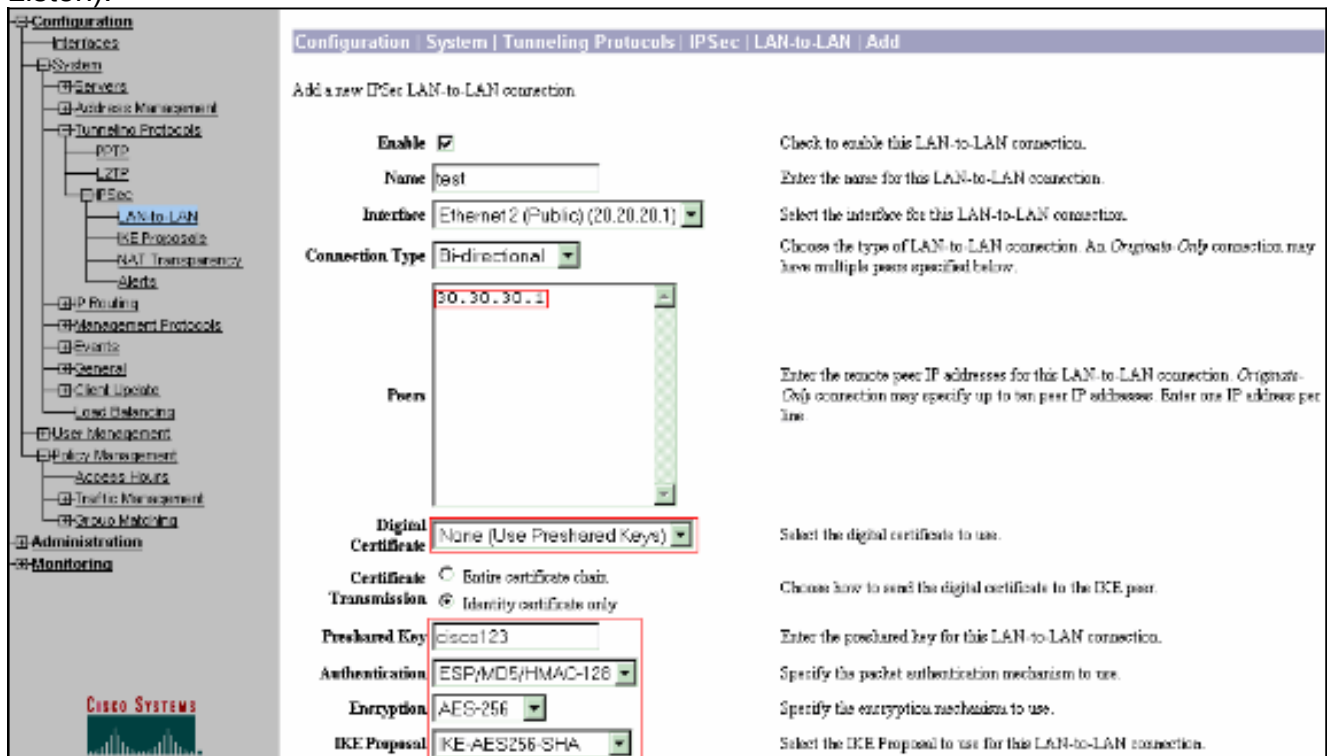 Configuration
Interfaces
System
Servers
Address Management
Tunneling Protocols
PPTP
L2TP
IPSec
LAN-to-LAN
IKE Proposals
NAT Transparency
Alerts
IP Routing
Management Protocols
Events
General
Client Update
Load Balancing
User Management
Policy Management
Access Hours
Traffic Management
Group Matching
Administration
Monitoring
CISCO SYSTEMS
Configuration | System | Tunneling Protocols | IPSec | LAN-to-LAN | Add
Add a new IPSec LAN-to-LAN connection
Enable Check to enable this LAN-to-LAN connection.
Name test Enter the name for this LAN-to-LAN connection.
Interface Ethernet 2 (Public) (20.20.20.1) Select the interface for this LAN-to-LAN connection.
Connection Type Bi-directional Choose the type of LAN-to-LAN connection. An Originate-Only connection may
have multiple peers specified below.
30.30.30.1
Peers Enter the remote peer IP addresses for this LAN-to-LAN connection. Originate-
Only connection may specify up to ten peer IP addresses. Enter one IP address per
line.
Digital
Certificate None (Use Preshared Keys) Select the digital certificate to use.
Certificate Entire certificate chain
Transmission Identity certificate only Choose how to send the digital certificate to the IKE peer.
Preshared Key cisco123 Enter the preshared key for this LAN-to-LAN connection.
Authentication ESP/MD5/HMAC-128 Specify the packet authentication mechanism to use.
Encryption AES-256 Specify the encryption mechanism to use.
IKE Proposal IKE-AES256-SHA Select the IKE Proposal to use for this LAN-to-LAN connection.